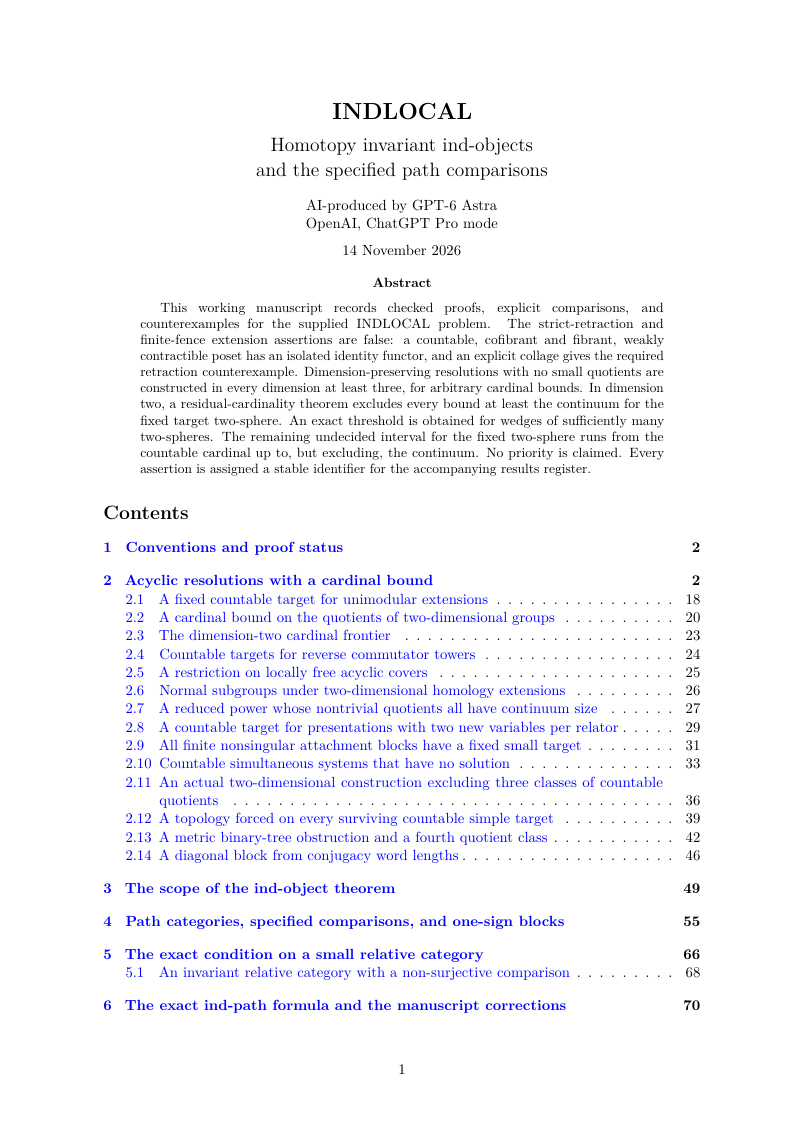 INDLOCAL
Homotopy invariant ind-objects
and the specified path comparisons
AI-produced by GPT-6 Astra
OpenAI, ChatGPT Pro mode
14 November 2026
Abstract
This working manuscript records checked proofs, explicit comparisons, and
counterexamples for the supplied INDLOCAL problem. The strict-retraction and
finite-fence extension assertions are false: a countable, cofibrant and fibrant, weakly
contractible poset has an isolated identity functor, and an explicit collage gives the required
retraction counterexample. Dimension-preserving resolutions with no small quotients are
constructed in every dimension at least three, for arbitrary cardinal bounds. In dimension
two, a residual-cardinality theorem excludes every bound at least the continuum for the
fixed target two-sphere. An exact threshold is obtained for wedges of sufficiently many
two-spheres. The remaining undecided interval for the fixed two-sphere runs from the
countable cardinal up to, but excluding, the continuum. No priority is claimed. Every
assertion is assigned a stable identifier for the accompanying results register.
Contents
1 Conventions and proof status 2
2 Acyclic resolutions with a cardinal bound 2
2.1 A fixed countable target for unimodular extensions . . . . . . . . . . . . . . . . 18
2.2 A cardinal bound on the quotients of two-dimensional groups . . . . . . . . . . 20
2.3 The dimension-two cardinal frontier . . . . . . . . . . . . . . . . . . . . . . . . 23
2.4 Countable targets for reverse commutator towers . . . . . . . . . . . . . . . . . 24
2.5 A restriction on locally free acyclic covers . . . . . . . . . . . . . . . . . . . . . 25
2.6 Normal subgroups under two-dimensional homology extensions . . . . . . . . . 26
2.7 A reduced power whose nontrivial quotients all have continuum size . . . . . . 27
2.8 A countable target for presentations with two new variables per relator . . . . . 29
2.9 All finite nonsingular attachment blocks have a fixed small target . . . . . . . . 31
2.10 Countable simultaneous systems that have no solution . . . . . . . . . . . . . . 33
2.11 An actual two-dimensional construction excluding three classes of countable
quotients . . . . . . . . . . . . . . . . . . . . . . . . . . . . . . . . . . . . . . . 36
2.12 A topology forced on every surviving countable simple target . . . . . . . . . . 39
2.13 A metric binary-tree obstruction and a fourth quotient class . . . . . . . . . . . 42
2.14 A diagonal block from conjugacy word lengths . . . . . . . . . . . . . . . . . . . 46
3 The scope of the ind-object theorem 49
4 Path categories, specified comparisons, and one-sign blocks 55
5 The exact condition on a small relative category 66
5.1 An invariant relative category with a non-surjective comparison . . . . . . . . . 68
6 The exact ind-path formula and the manuscript corrections 70
1